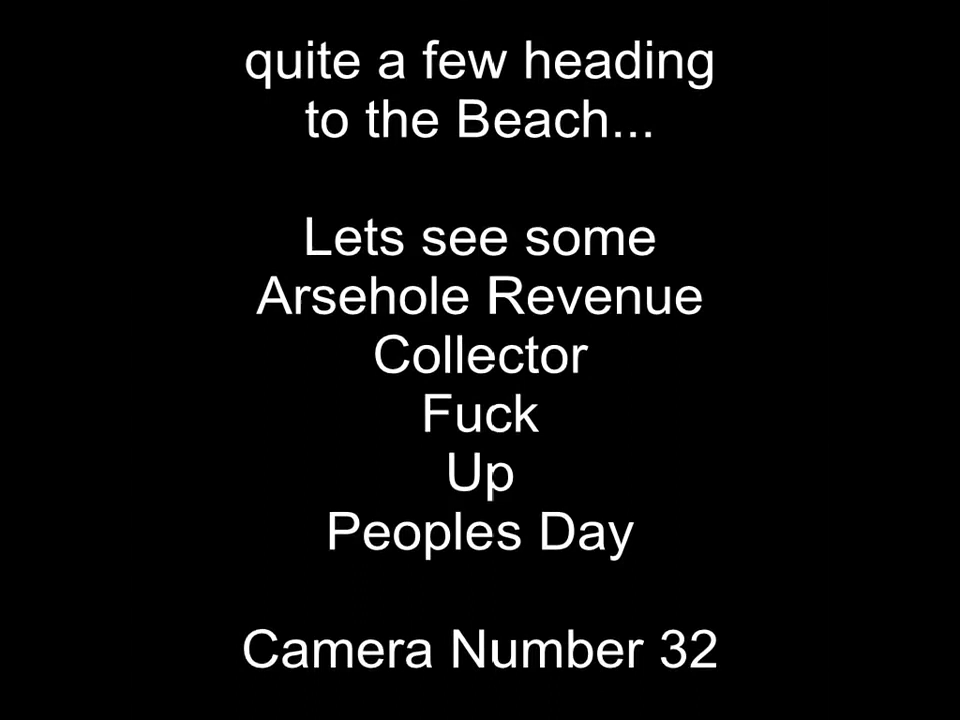 quite a few heading
to the Beach...
Lets see some
Arsehole Revenue
Collector
Fuck
Up
Peoples Day
Camera Number 32